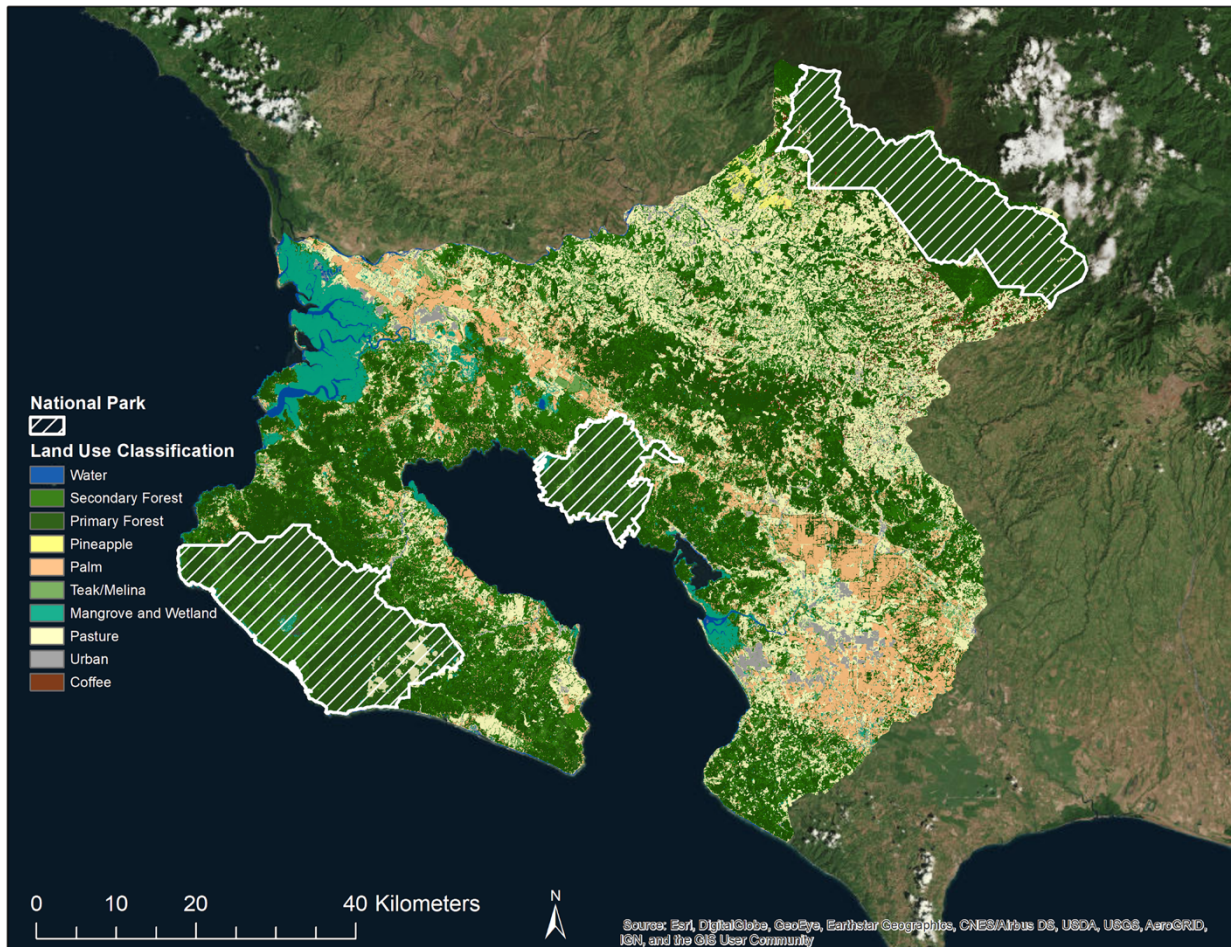 National Park
Land Use Classification
Water
Secondary Forest
Primary Forest
Pineapple
Palm
Teak/Melina
Mangrove and Wetland
Pasture
Urban
Coffee
0 10 20 40 Kilometers
N
Source: Esri, DigitalGlobe, GeoEye, Earthstar Geographics, CNES/Airbus DS, USDA, USGS, AeroGRID,
IGN, and the GIS User Community